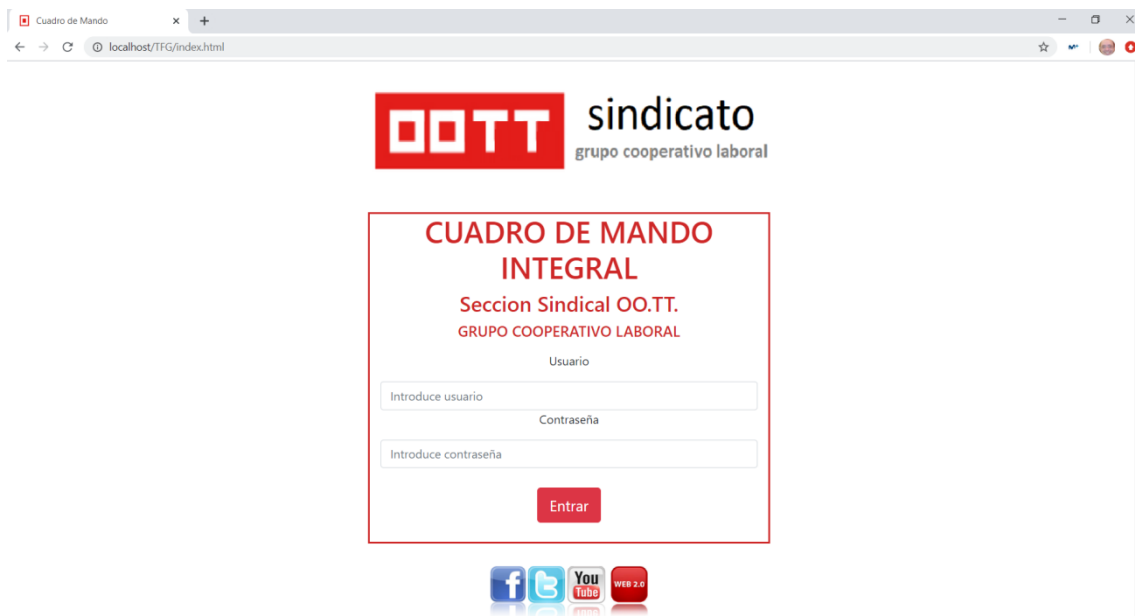 Cuadro de Mando
localhost/TFG/index.html
OOTT sindicato
grupo cooperativo laboral
CUADRO DE MANDO
INTEGRAL
Seccion Sindical OO.TT.
GRUPO COOPERATIVO LABORAL
Usuario
Introduce usuario
Contraseña
Introduce contraseña
Entrar
f
You
Tube
WEB 2.0